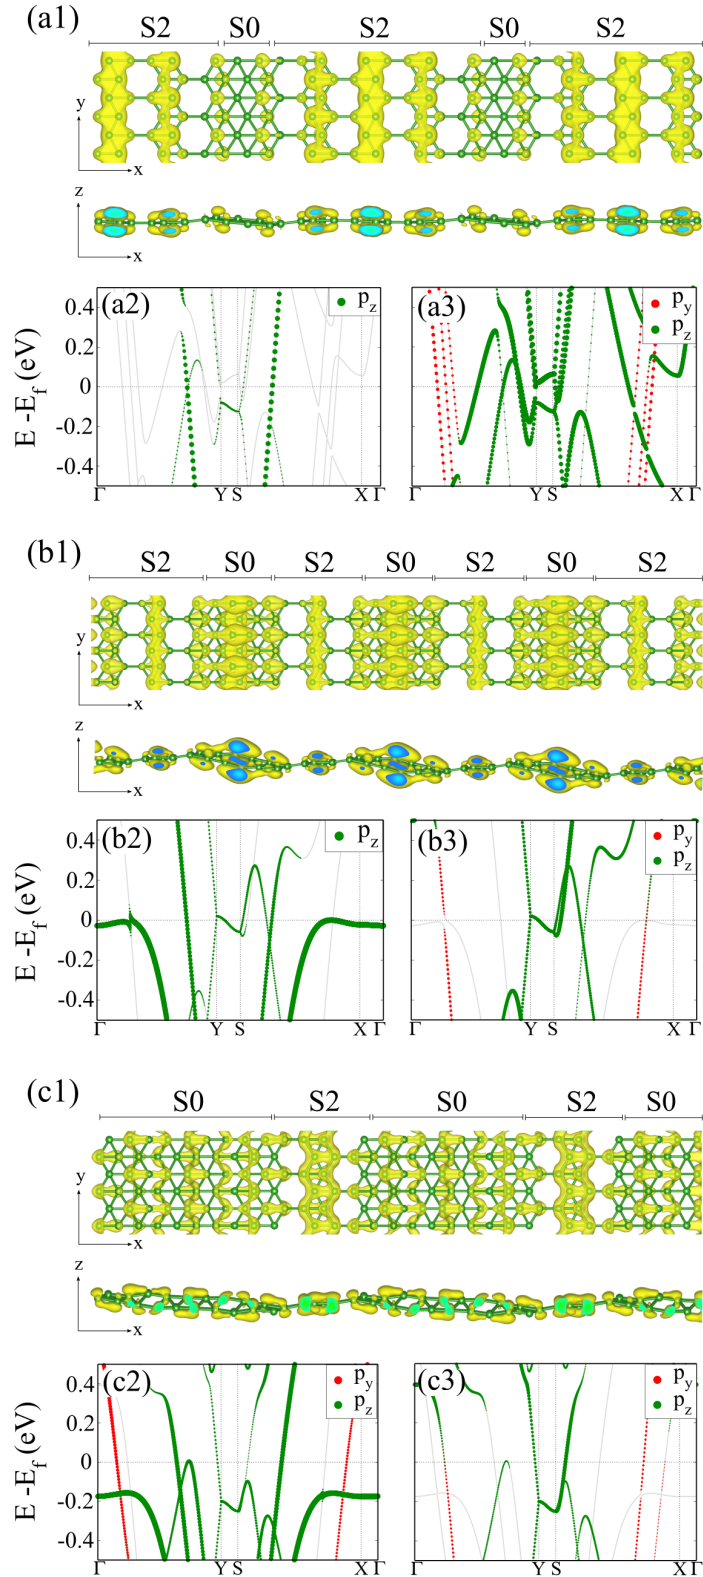 (a1)
S2 S0 S2 S0 S2
y
x
z
x
(a2) p_z
(a3) p_y
p_z
E -E_f (eV)
0.4
0.2
0
-0.2
-0.4
Γ Y S X Γ
Γ Y S X Γ
(b1)
S2 S0 S2 S0 S2 S0 S2
y
x
z
x
(b2) p_z
(b3) p_y
p_z
E -E_f (eV)
0.4
0.2
0
-0.2
-0.4
Γ Y S X Γ
Γ Y S X Γ
(c1)
S0 S2 S0 S2 S0
y
x
z
x
(c2) p_y
p_z
(c3) p_y
p_z
E -E_f (eV)
0.4
0.2
0
-0.2
-0.4
Γ Y S X Γ
Γ Y S X Γ